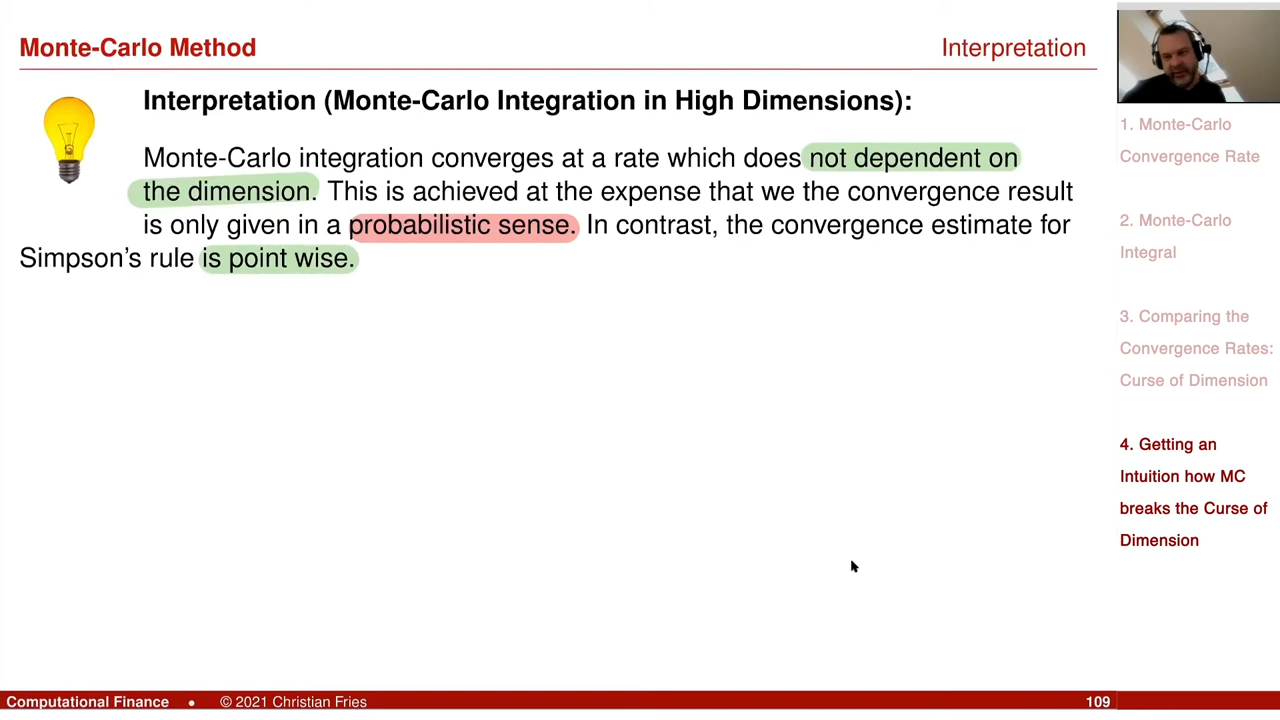 Monte-Carlo Method
Interpretation
Interpretation (Monte-Carlo Integration in High Dimensions):
Monte-Carlo integration converges at a rate which does not dependent on
the dimension. This is achieved at the expense that we the convergence result
is only given in a probabilistic sense. In contrast, the convergence estimate for
Simpson's rule is point wise.
1. Monte-Carlo
Convergence Rate
2. Monte-Carlo
Integral
3. Comparing the
Convergence Rates:
Curse of Dimension
4. Getting an
Intuition how MC
breaks the Curse of
Dimension
Computational Finance • © 2021 Christian Fries
109